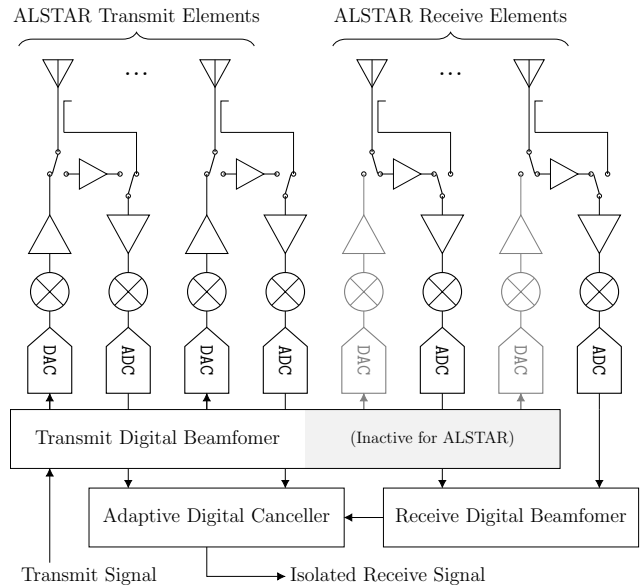 ALSTAR Transmit Elements
ALSTAR Receive Elements
...
...
DAC
ADC
DAC
ADC
DAC
ADC
DAC
ADC
Transmit Digital Beamfomer
(Inactive for ALSTAR)
Adaptive Digital Canceller
Receive Digital Beamfomer
Transmit Signal
Isolated Receive Signal